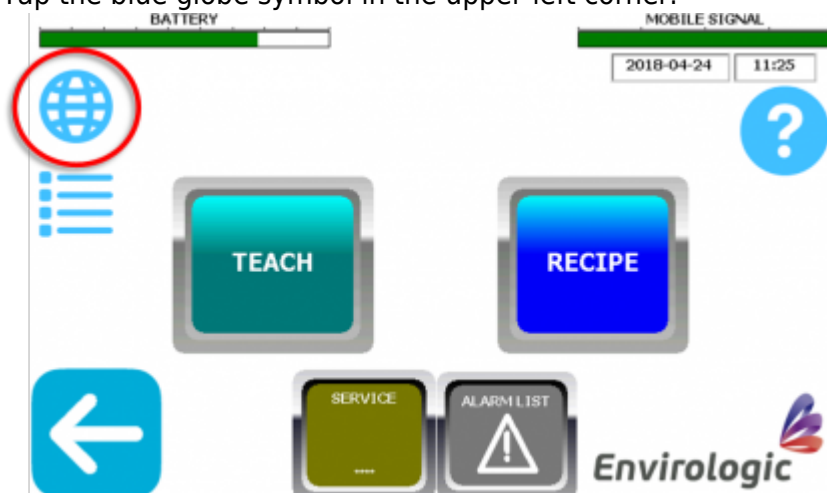 Tap the blue globe symbol in the upper left corner.
BATTERY
MOBILE SIGNAL
2018-04-24 11:25
?
TEACH
RECIPE
SERVICE
----
ALARM LIST
Envirologic